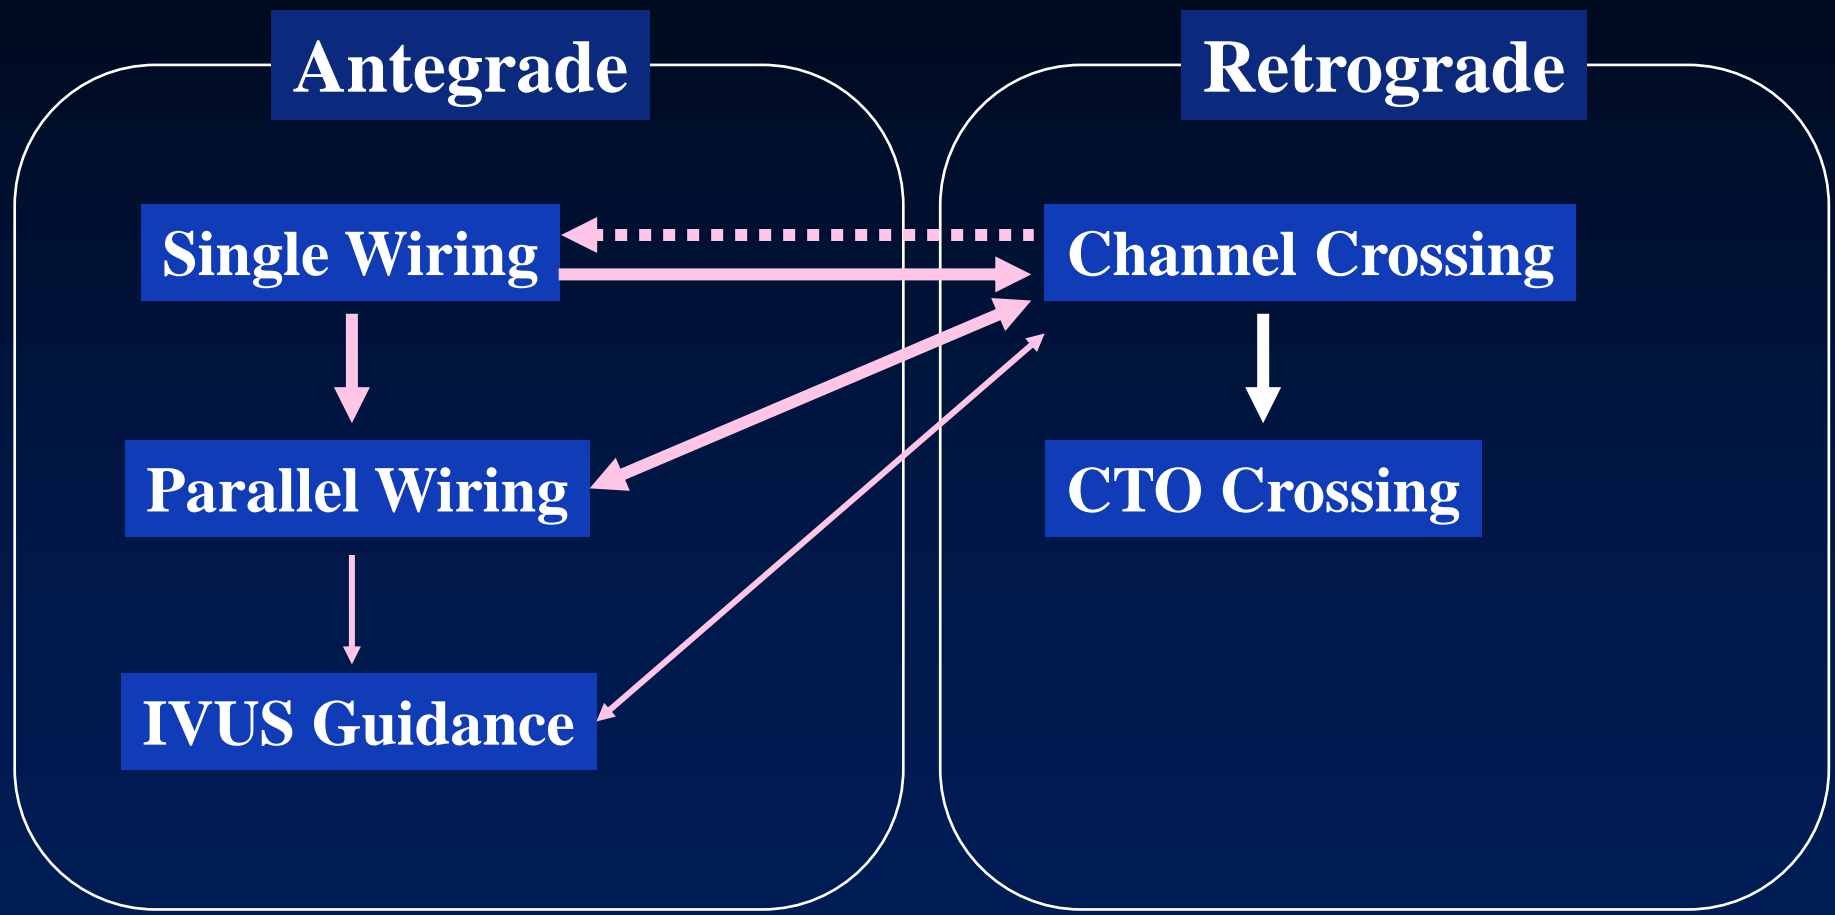 Antegrade
Retrograde
Single Wiring
Channel Crossing
Parallel Wiring
CTO Crossing
IVUS Guidance